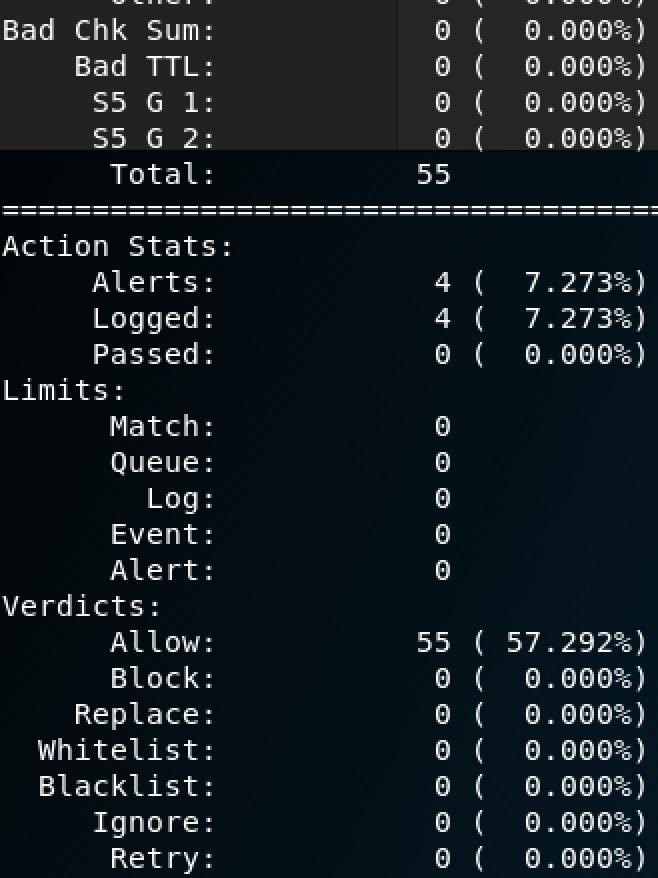 Other: 0 ( 0.000%)
Bad Chk Sum: 0 ( 0.000%)
Bad TTL: 0 ( 0.000%)
S5 G 1: 0 ( 0.000%)
S5 G 2: 0 ( 0.000%)
Total: 55
=====================================
Action Stats:
Alerts: 4 ( 7.273%)
Logged: 4 ( 7.273%)
Passed: 0 ( 0.000%)
Limits:
Match: 0
Queue: 0
Log: 0
Event: 0
Alert: 0
Verdicts:
Allow: 55 ( 57.292%)
Block: 0 ( 0.000%)
Replace: 0 ( 0.000%)
Whitelist: 0 ( 0.000%)
Blacklist: 0 ( 0.000%)
Ignore: 0 ( 0.000%)
Retry: 0 ( 0.000%)